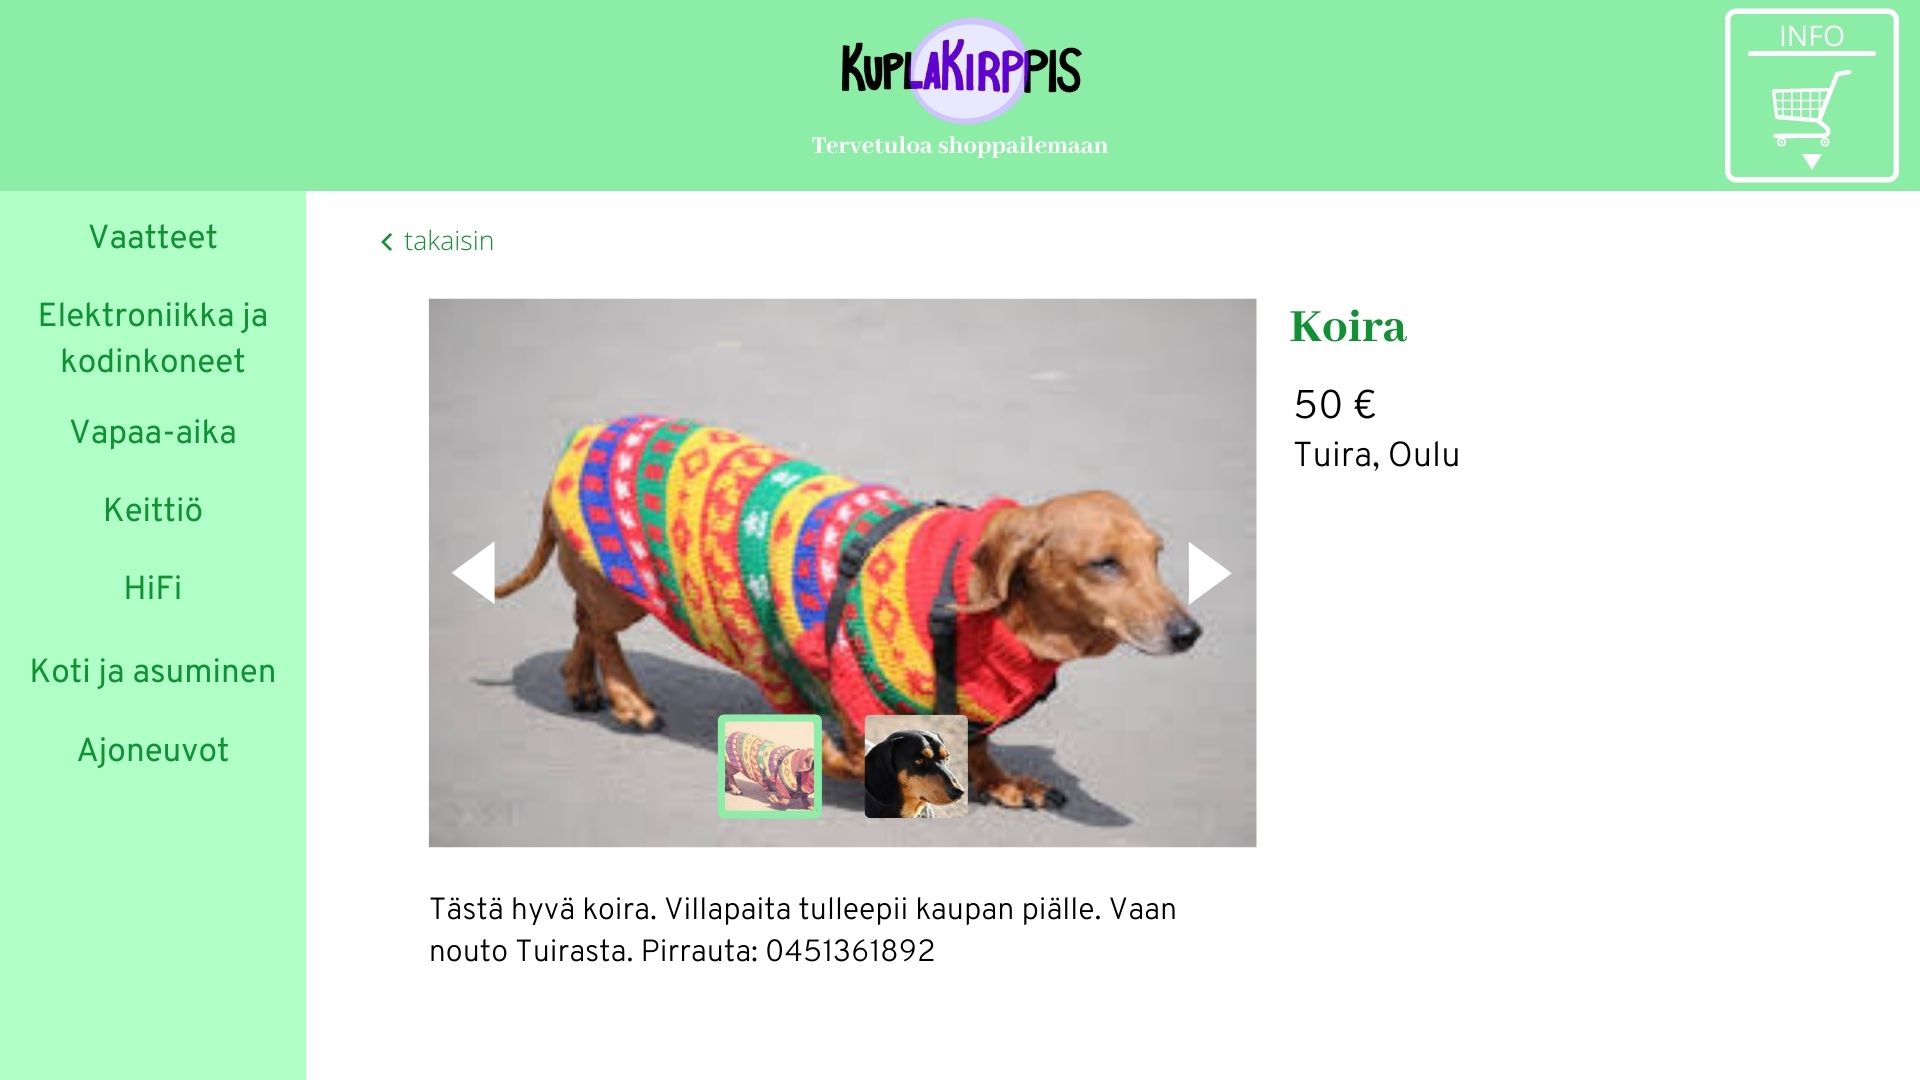 KUPLAKIRPPIS
Tervetuloa shoppailemaan
INFO
Vaatteet
Elektroniikka ja
kodinkoneet
Vapaa-aika
Keittiö
HiFi
Koti ja asuminen
Ajoneuvot
takaisin
Koira
50 €
Tuira, Oulu
Tästä hyvä koira. Villapaita tulleepii kaupan piälle. Vaan
nouto Tuirasta. Pirrauta: 0451361892